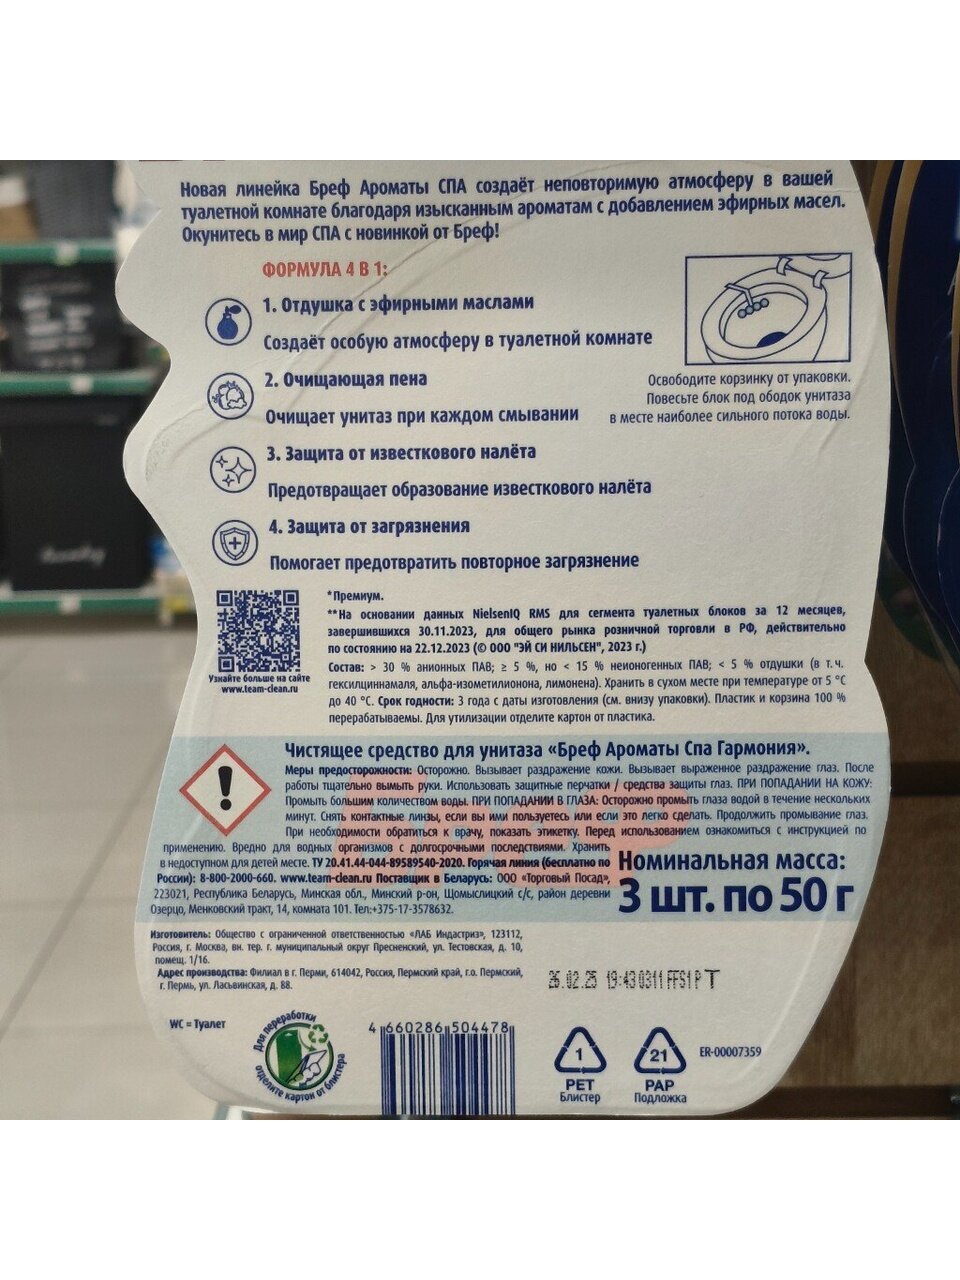 Новая линейка Бреф Ароматы СПА создаёт неповторимую атмосферу в вашей
туалетной комнате благодаря изысканным ароматам с добавлением эфирных масел.
Окунитесь в мир СПА с новинкой от Бреф!
ФОРМУЛА 4 В 1:
1. Отдушка с эфирными маслами
Создаёт особую атмосферу в туалетной комнате
2. Очищающая пена
Очищает унитаз при каждом смывании
3. Защита от известкового налёта
Предотвращает образование известкового налёта
4. Защита от загрязнения
Помогает предотвратить повторное загрязнение
Освободите корзинку от упаковки.
Повесьте блок под ободок унитаза
в месте наиболее сильного потока воды.
Узнайте больше на сайте
www.team-clean.ru
*Премиум.
**На основании данных NielsenIQ RMS для сегмента туалетных блоков за 12 месяцев,
завершившихся 30.11.2023, для общего рынка розничной торговли в РФ, действительно
по состоянию на 22.12.2023 (© ООО "ЭЙ СИ НИЛЬСЕН", 2023 г.)
Состав: > 30 % анионных ПАВ; ≥ 5 %, но < 15 % неионогенных ПАВ; < 5 % отдушки (в т.ч.
гексилциннамаля, альфа-изометилионона, лимонена). Хранить в сухом месте при температуре от 5 °C
до 40 °C. Срок годности: 3 года с даты изготовления (см. внизу упаковки). Пластик и корзина 100 %
перерабатываемы. Для утилизации отделите картон от пластика.
Чистящее средство для унитаза «Бреф Ароматы Спа Гармония».
Меры предосторожности: Осторожно. Вызывает раздражение кожи. Вызывает выраженное раздражение глаз. После
работы тщательно вымыть руки. Использовать защитные перчатки / средства защиты глаз. ПРИ ПОПАДАНИИ НА КОЖУ:
Промыть большим количеством воды. ПРИ ПОПАДАНИИ В ГЛАЗА: Осторожно промыть глаза водой в течение нескольких
минут. Снять контактные линзы, если вы ими пользуетесь или если это легко сделать. Продолжить промывание глаз.
При необходимости обратиться к врачу, показать этикетку. Перед использованием ознакомиться с инструкцией по
применению. Вредно для водных организмов с долгосрочными последствиями. Хранить
в недоступном для детей месте. ТУ 20.41.44-044-89589540-2020. Горячая линия (бесплатно по
России): 8-800-2000-660. www.team-clean.ru Поставщик в Беларусь: ООО «Торговый Посад»,
223021, Республика Беларусь, Минская обл., Минский р-он, Щомыслицкий с/с, район деревни
Озерцо, Менковский тракт, 14, комната 101. Тел:+375-17-3578632.
Номинальная масса:
3 шт. по 50 г
Изготовитель: Общество с ограниченной ответственностью «ЛАБ Индастриз», 123112,
Россия, г. Москва, вн. тер. г. муниципальный округ Пресненский, ул. Тестовская, д. 10,
помещ. 1/16.
Адрес производства: Филиал в г. Перми, 614042, Россия, Пермский край, г.о. Пермский,
г. Пермь, ул. Ласьвинская, д. 88.
26.02.25 19:43 0311 FFS1P T
WC = Туалет
Для переработки
отделите картон от блистера
4 660286 504478
1
PET
Блистер
21
PAP
Подложка
ER-00007359